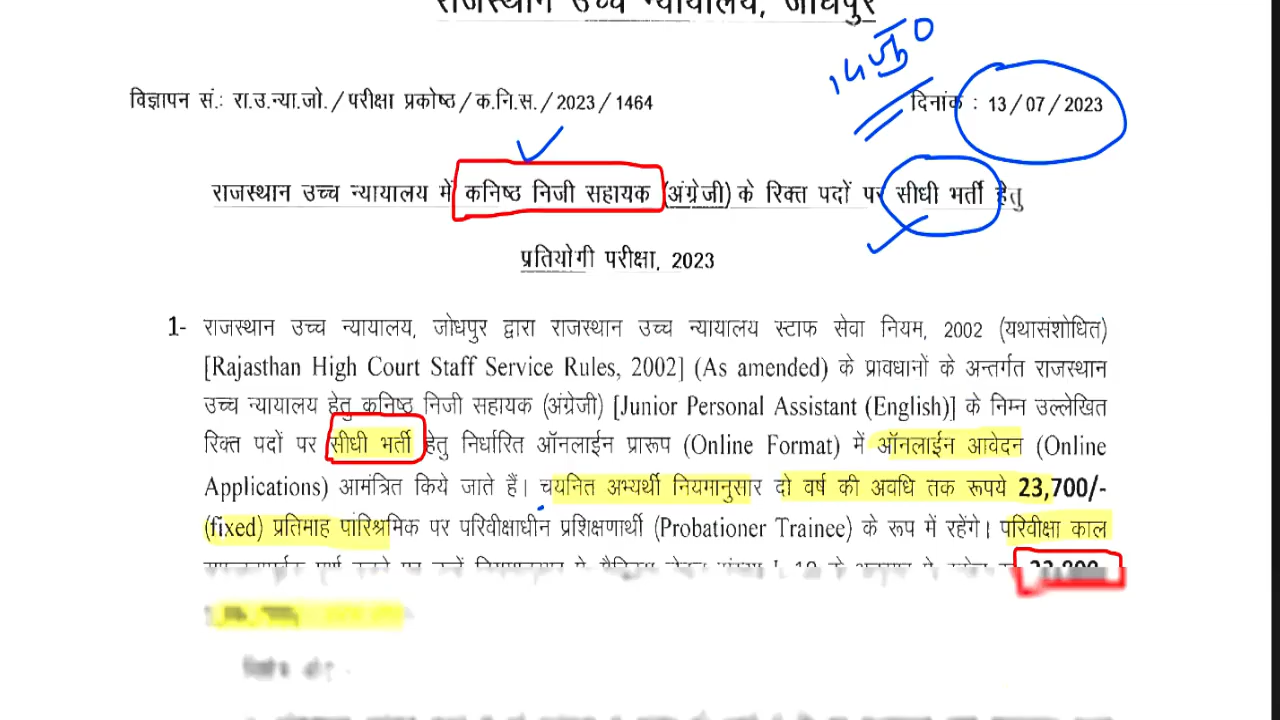 राजस्थान उच्च न्यायालय, जोधपुर
विज्ञापन सं.: रा.उ.न्या.जो./परीक्षा प्रकोष्ठ/क.नि.स./2023/1464
दिनांक : 13/07/2023
राजस्थान उच्च न्यायालय में कनिष्ठ निजी सहायक (अंग्रेजी) के रिक्त पदों पर सीधी भर्ती हेतु
प्रतियोगी परीक्षा, 2023
1- राजस्थान उच्च न्यायालय, जोधपुर द्वारा राजस्थान उच्च न्यायालय स्टाफ सेवा नियम, 2002 (यथासंशोधित)
[Rajasthan High Court Staff Service Rules, 2002] (As amended) के प्रावधानों के अन्तर्गत राजस्थान
उच्च न्यायालय हेतु कनिष्ठ निजी सहायक (अंग्रेजी) [Junior Personal Assistant (English)] के निम्न उल्लेखित
रिक्त पदों पर सीधी भर्ती हेतु निर्धारित ऑनलाईन प्रारूप (Online Format) में ऑनलाईन आवेदन (Online
Applications) आमंत्रित किये जाते हैं। चयनित अभ्यर्थी नियमानुसार दो वर्ष की अवधि तक रूपये 23,700/-
(fixed) प्रतिमाह पारिश्रमिक पर परिवीक्षाधीन प्रशिक्षणार्थी (Probationer Trainee) के रूप में रहेंगे। परिवीक्षा काल